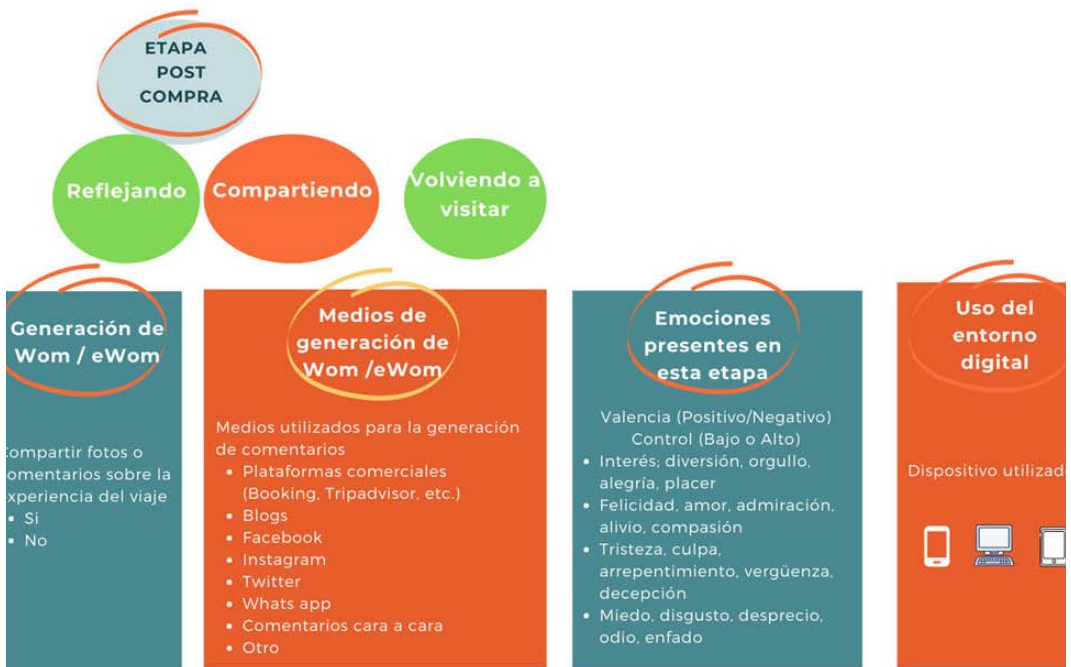 ETAPA
POST
COMPRA
Reflejando
Compartiendo
Volviendo a
visitar
Generación de
Wom / eWom
Compartir fotos o
comentarios sobre la
experiencia del viaje
• Si
• No
Medios de
generación de
Wom /eWom
Medios utilizados para la generación
de comentarios
• Plataformas comerciales
(Booking, Tripadvisor, etc.)
• Blogs
• Facebook
• Instagram
• Twitter
• Whats app
• Comentarios cara a cara
• Otro
Emociones
presentes en
esta etapa
Valencia (Positivo/Negativo)
Control (Bajo o Alto)
• Interés; diversión, orgullo,
alegría, placer
• Felicidad, amor, admiración,
alivio, compasión
• Tristeza, culpa,
arrepentimiento, vergüenza,
decepción
• Miedo, disgusto, desprecio,
odio, enfado
Uso del
entorno
digital
Dispositivo utilizado